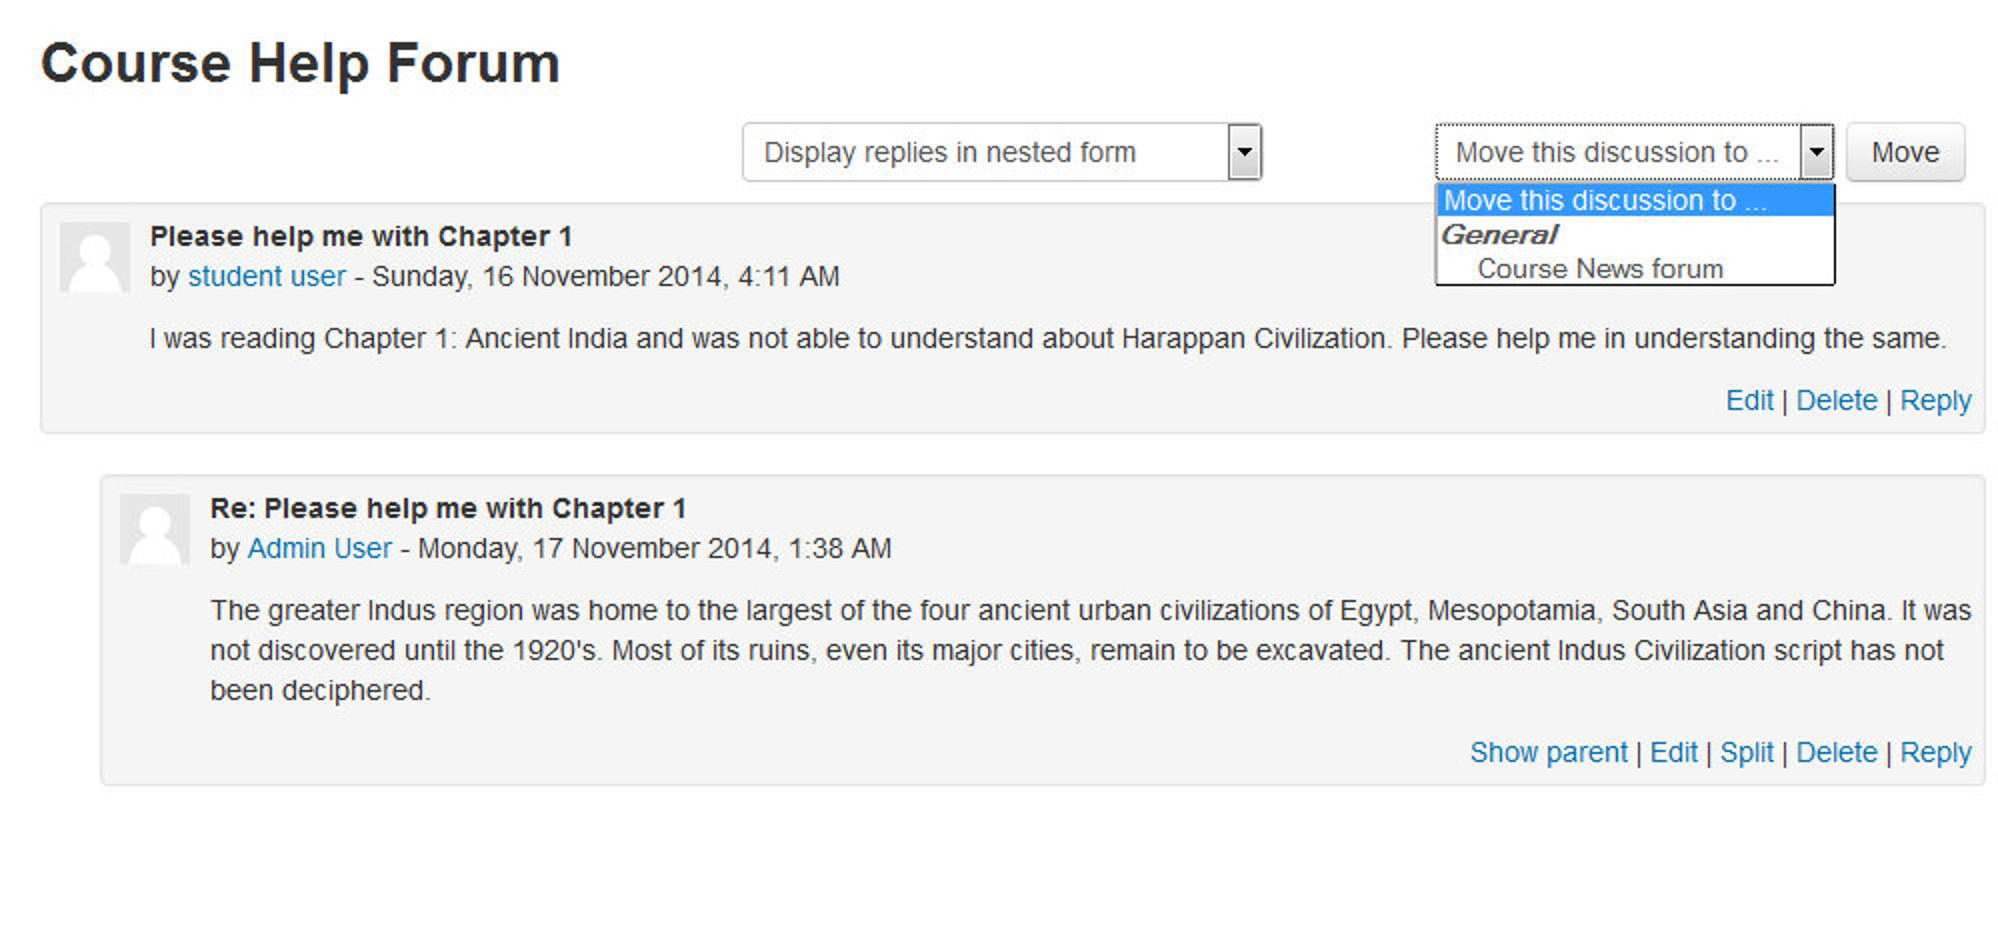 Course Help Forum
Display replies in nested form
Move this discussion to ...
Move
Move this discussion to ...
General
Course News forum
Please help me with Chapter 1
by student user - Sunday, 16 November 2014, 4:11 AM
I was reading Chapter 1: Ancient India and was not able to understand about Harappan Civilization. Please help me in understanding the same.
Edit | Delete | Reply
Re: Please help me with Chapter 1
by Admin User - Monday, 17 November 2014, 1:38 AM
The greater Indus region was home to the largest of the four ancient urban civilizations of Egypt, Mesopotamia, South Asia and China. It was
not discovered until the 1920's. Most of its ruins, even its major cities, remain to be excavated. The ancient Indus Civilization script has not
been deciphered.
Show parent | Edit | Split | Delete | Reply